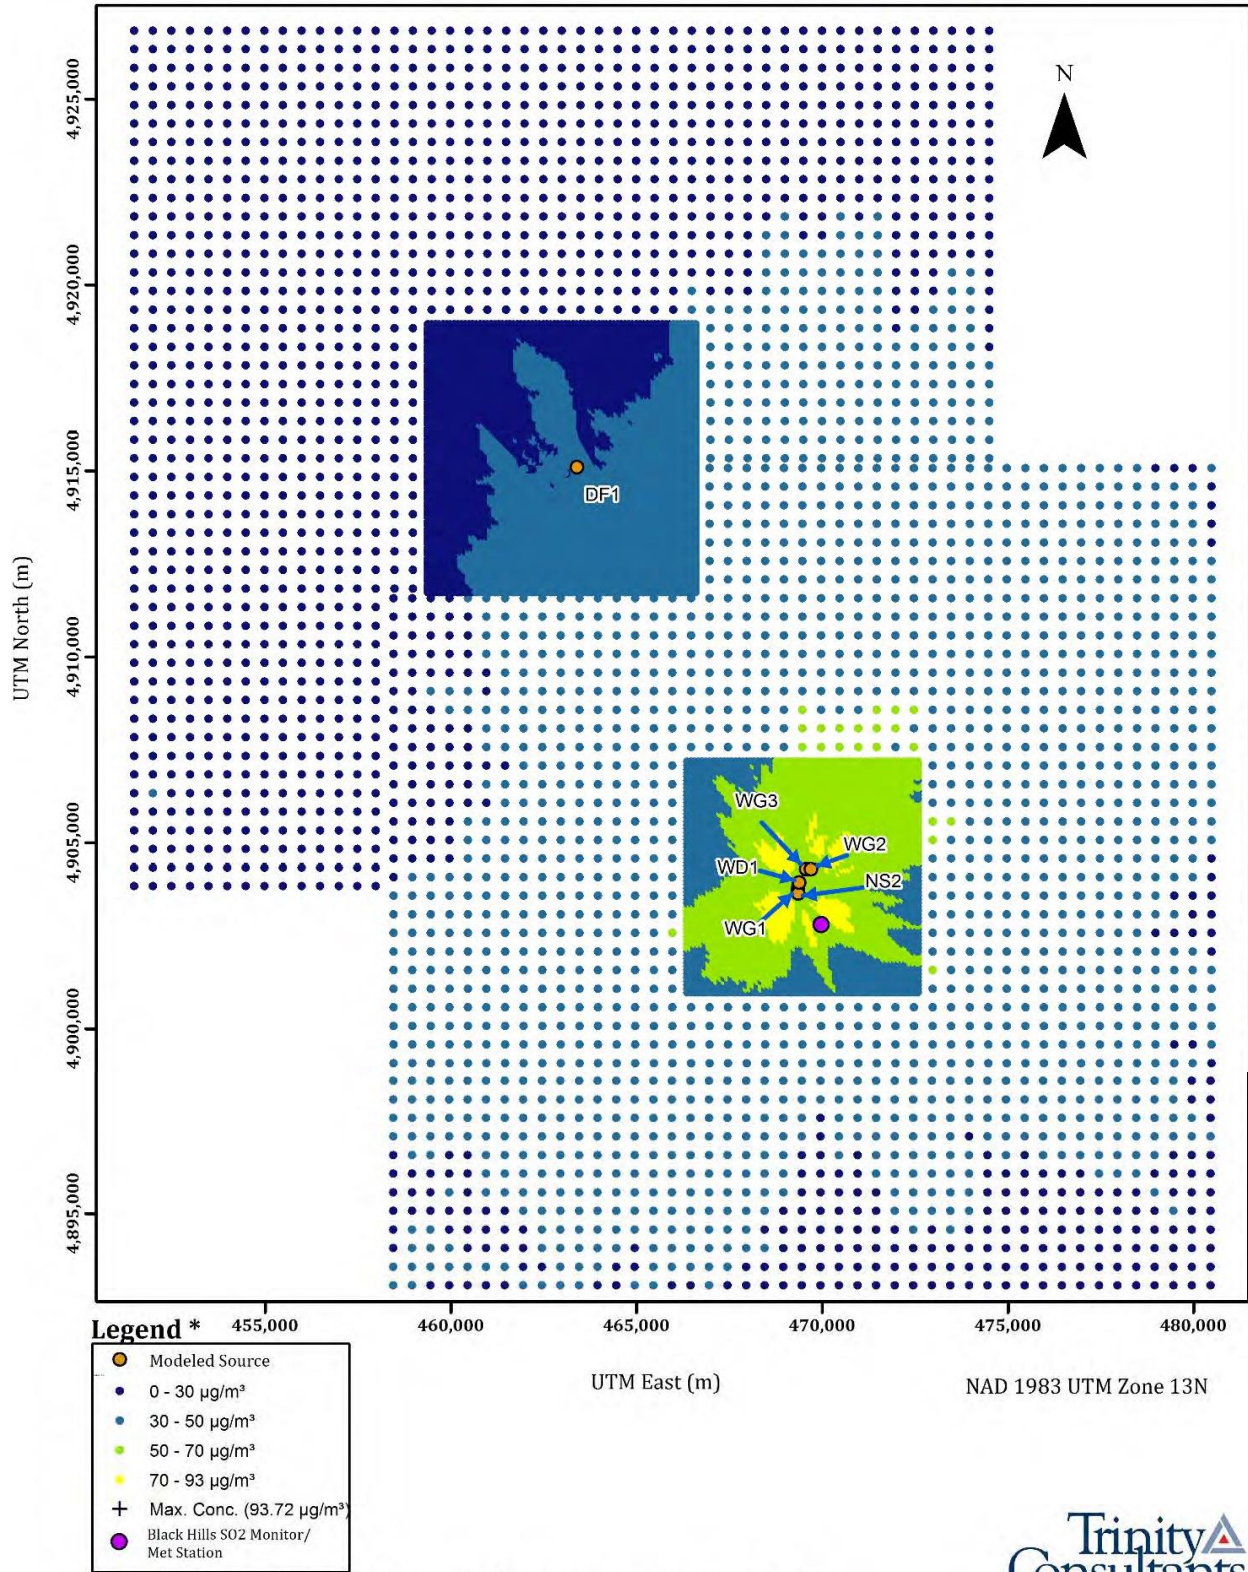 N
4,925,000
4,920,000
4,915,000
4,910,000
4,905,000
4,900,000
4,895,000
UTM North (m)
DF1
WG3
WG2
WD1
NS2
WG1
455,000
460,000
465,000
470,000
475,000
480,000
UTM East (m)
NAD 1983 UTM Zone 13N
Legend *
Modeled Source
0 - 30 µg/m³
30 - 50 µg/m³
50 - 70 µg/m³
70 - 93 µg/m³
Max. Conc. (93.72 µg/m³)
Black Hills SO2 Monitor/
Met Station
Trinity
Consultants